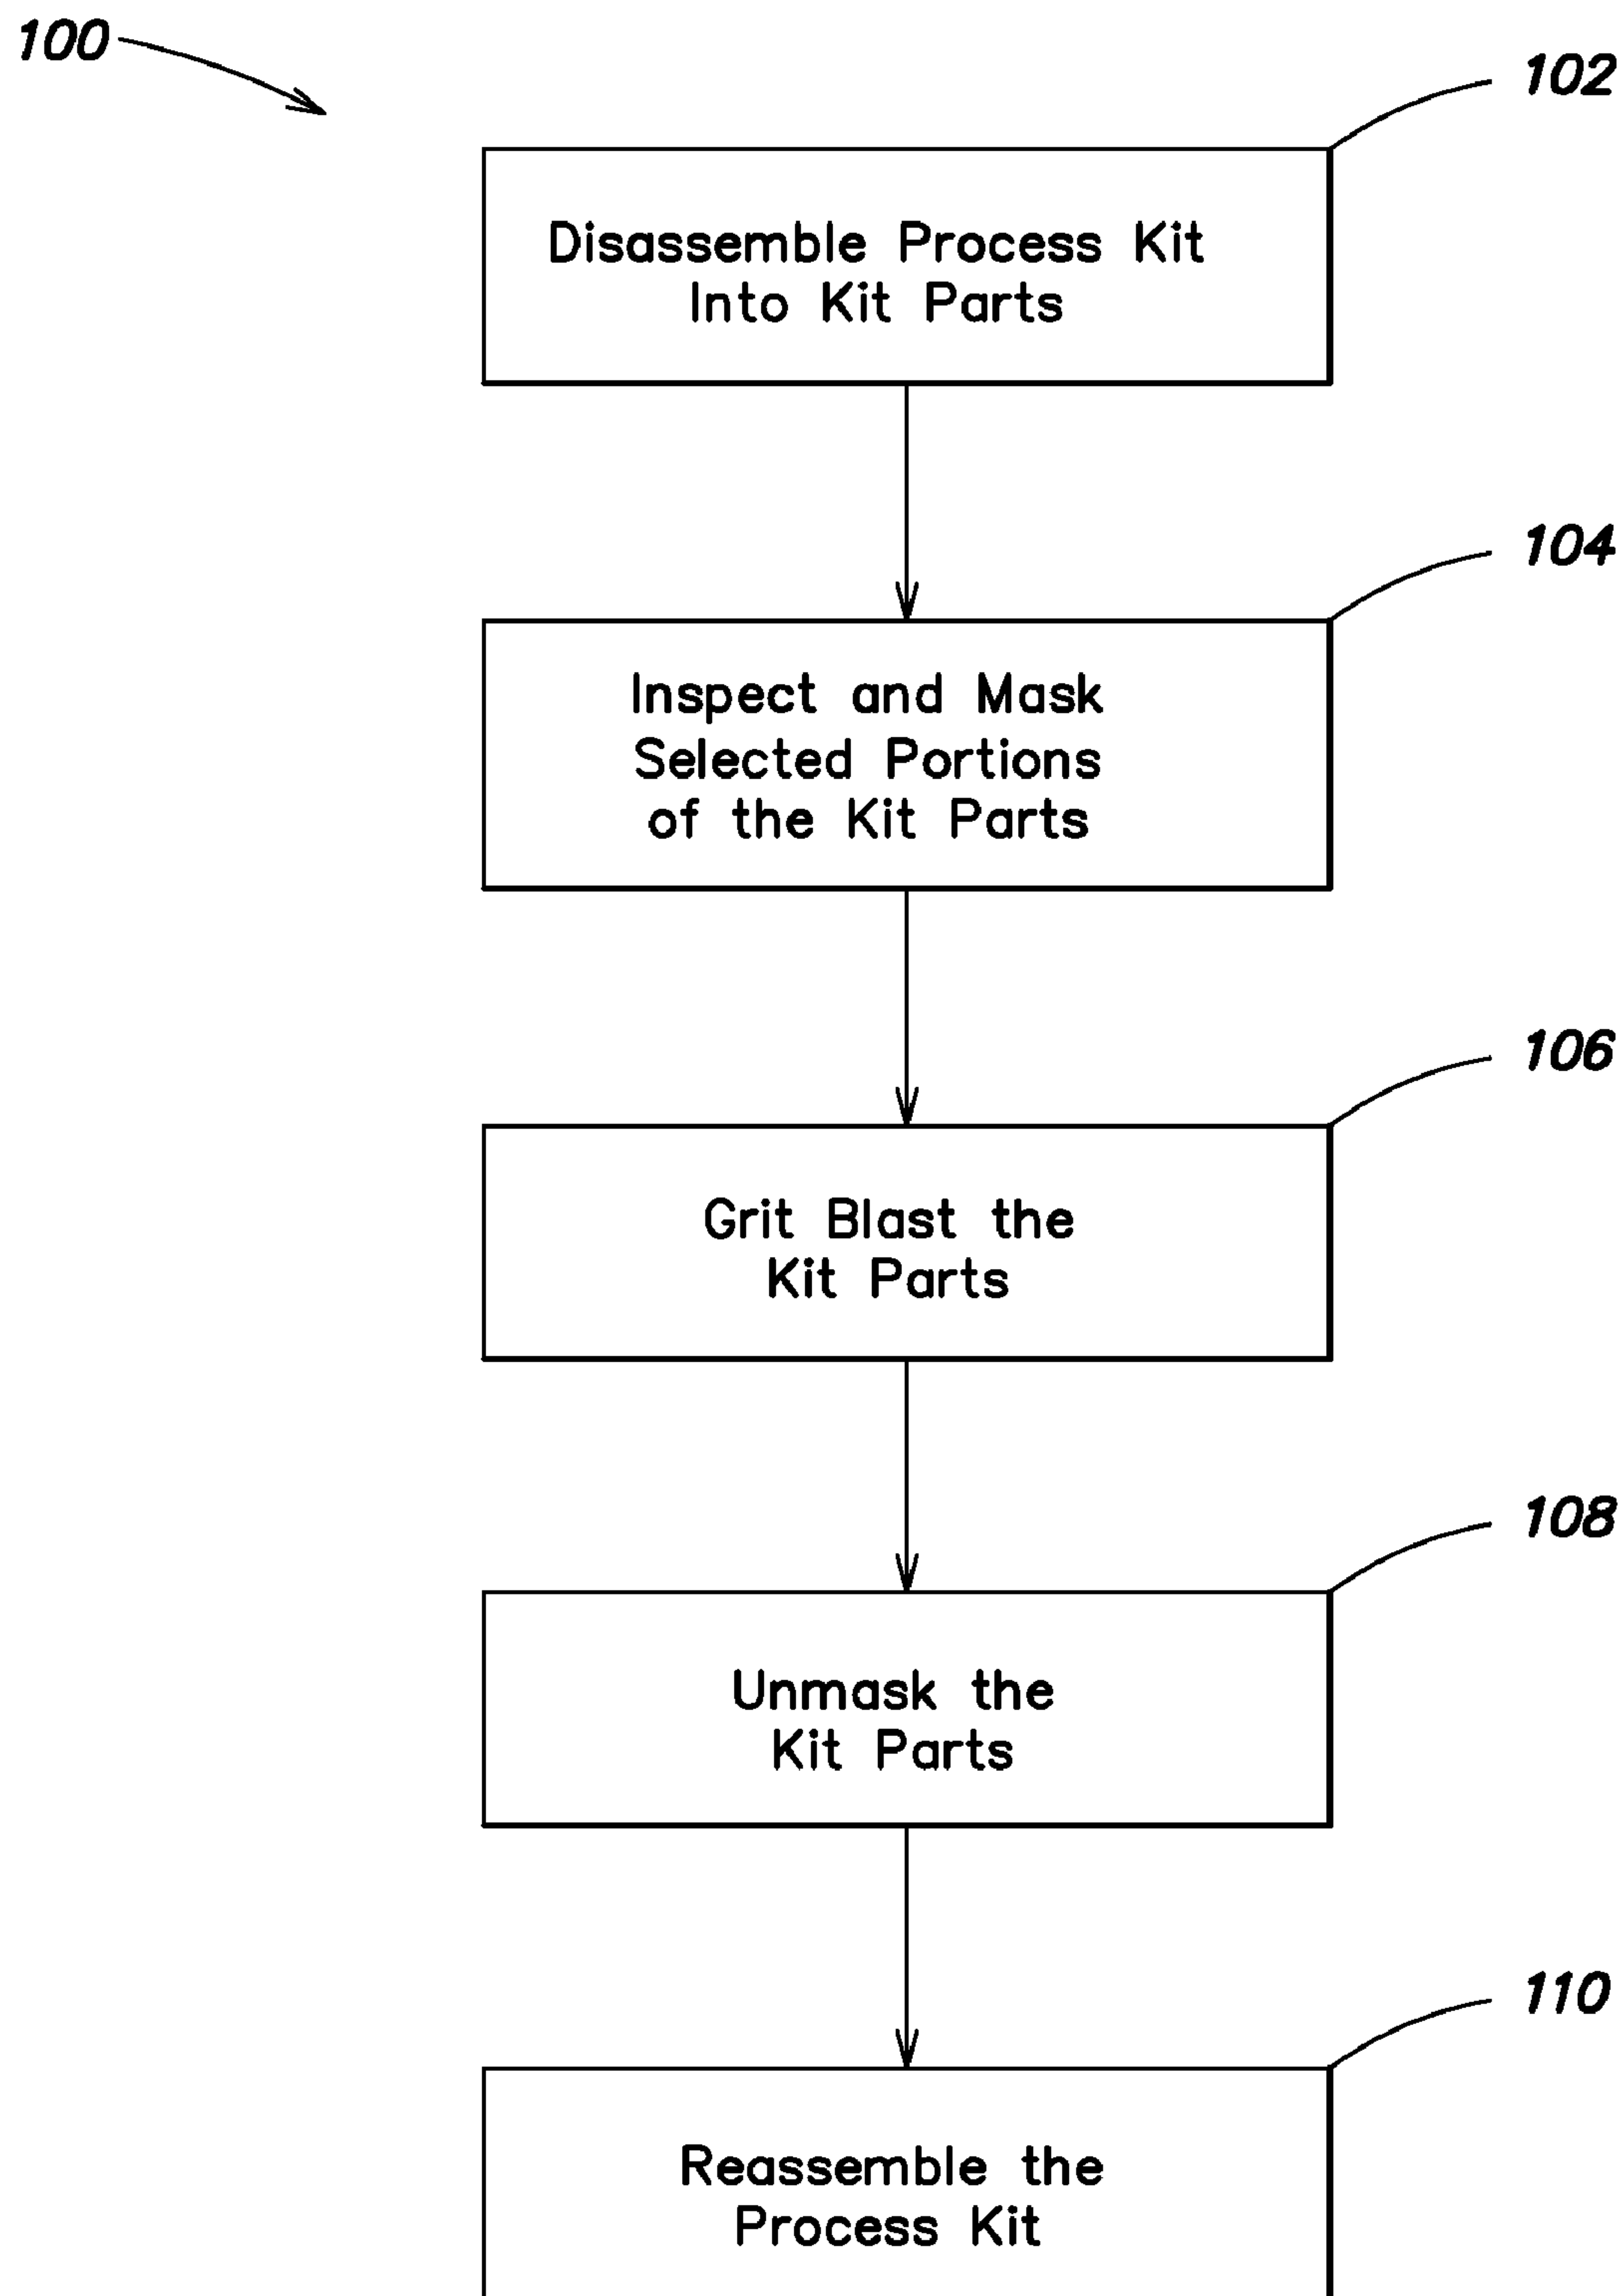 100
102
Disassemble Process Kit
Into Kit Parts
104
Inspect and Mask
Selected Portions
of the Kit Parts
106
Grit Blast the
Kit Parts
108
Unmask the
Kit Parts
110
Reassemble the
Process Kit